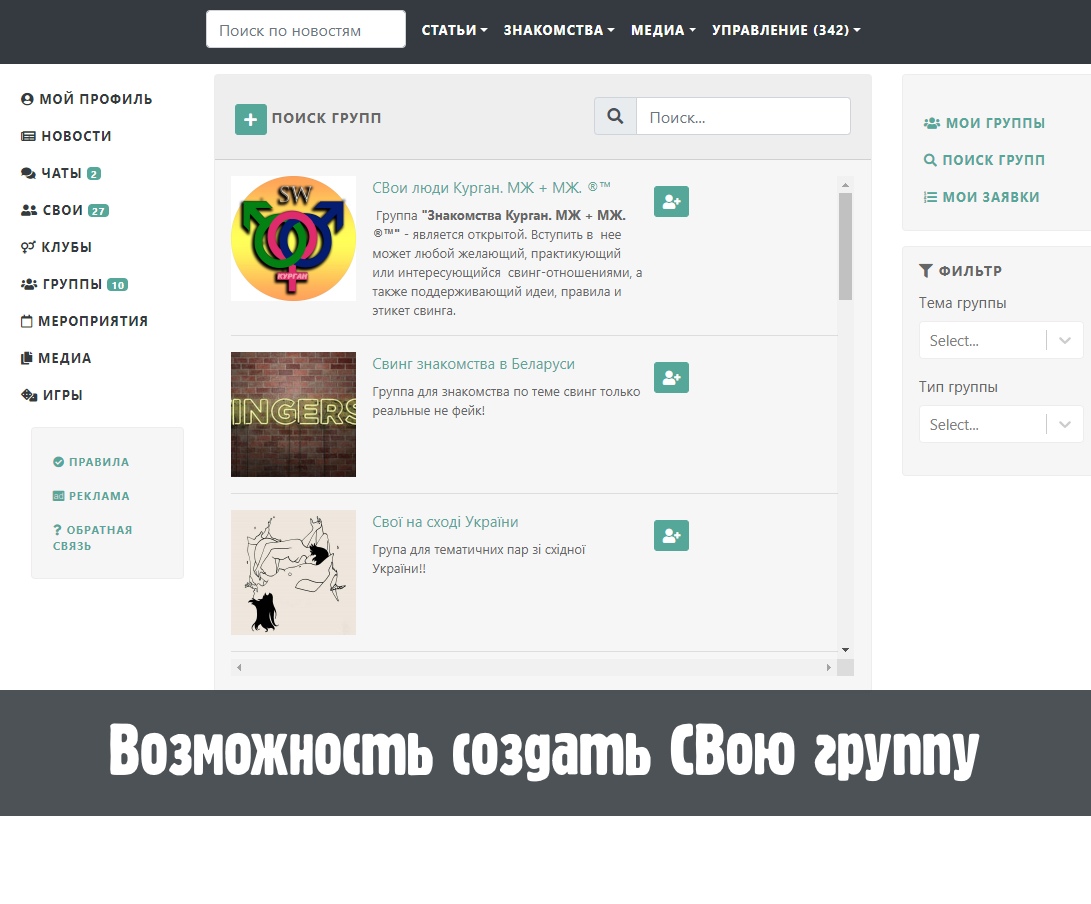 Поиск по новостям
СТАТЬИ
ЗНАКОМСТВА
МЕДИА
УПРАВЛЕНИЕ (342)
МОЙ ПРОФИЛЬ
НОВОСТИ
ЧАТЫ 2
СВОИ 27
КЛУБЫ
ГРУППЫ 10
МЕРОПРИЯТИЯ
МЕДИА
ИГРЫ
ПРАВИЛА
РЕКЛАМА
ОБРАТНАЯ
СВЯЗЬ
ПОИСК ГРУПП
Поиск...
SW
КУРГАН
СВои люди Курган. МЖ + МЖ. ®™
Группа "Знакомства Курган. МЖ + МЖ.
®™" - является открытой. Вступить в нее
может любой желающий, практикующий
или интересующийся свинг-отношениями, а
также поддерживающий идеи, правила и
этикет свинга.
INGERS
Свинг знакомства в Беларуси
Группа для знакомства по теме свинг только
реальные не фейк!
Свої на сході України
Група для тематичних пар зі східної
України!!
МОИ ГРУППЫ
ПОИСК ГРУПП
МОИ ЗАЯВКИ
ФИЛЬТР
Тема группы
Select...
Тип группы
Select...
Возможность создать СВою группу